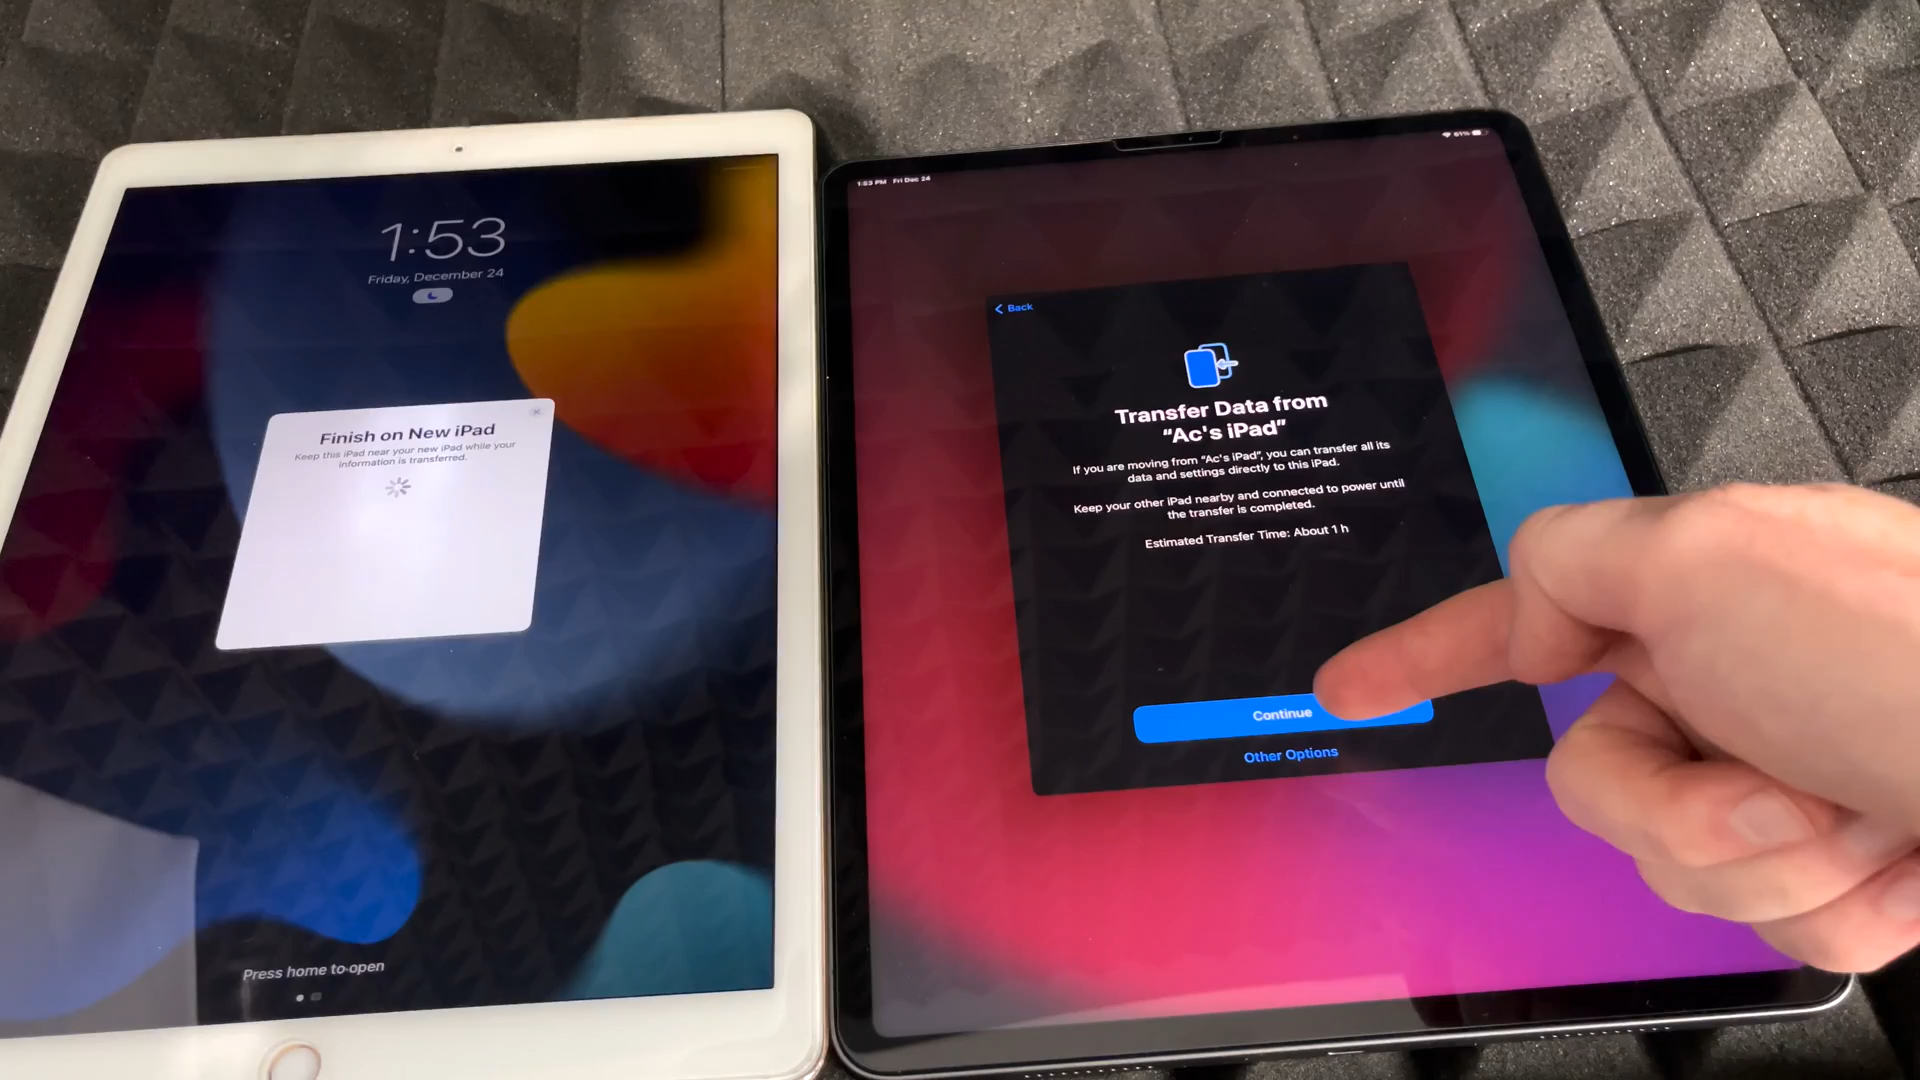 1:53
Friday, December 24
Finish on New iPad
Keep this iPad near your new iPad while your
information is transferred.
Press home to open
1:53 PM Fri Dec 24
61%
Back
Transfer Data from
“Ac's iPad”
If you are moving from “Ac's iPad”, you can transfer all its
data and settings directly to this iPad.
Keep your other iPad nearby and connected to power until
the transfer is completed.
Estimated Transfer Time: About 1 h
Continue
Other Options